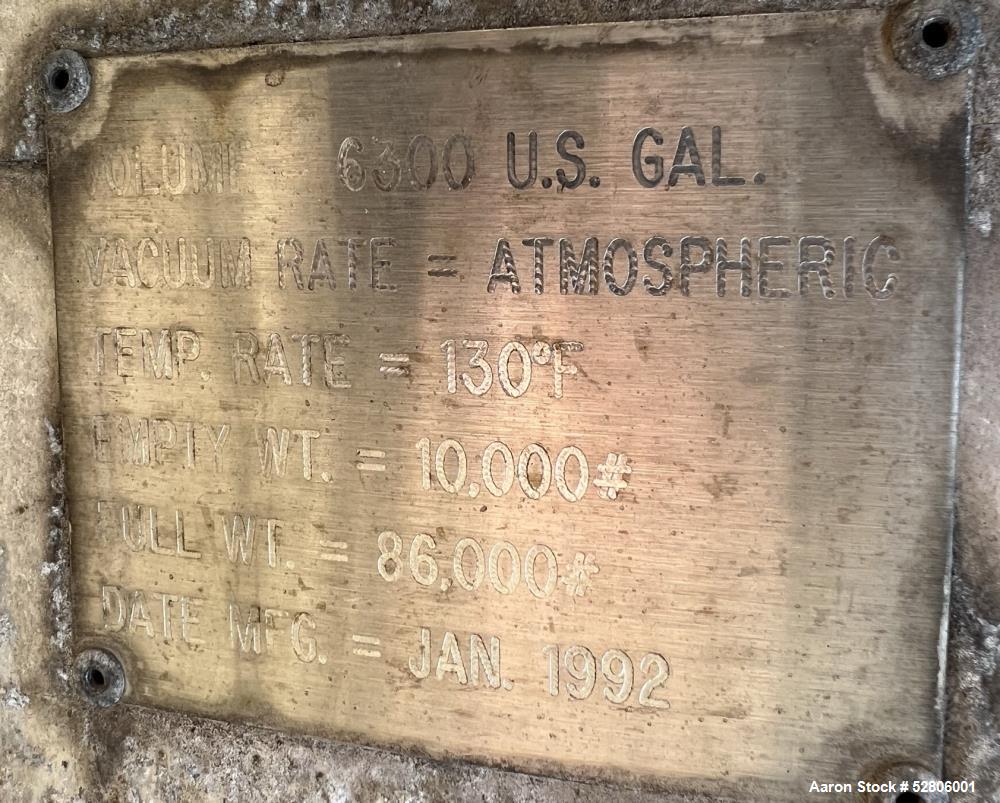 VOLUME = 6300 U.S. GAL.
VACUUM RATE = ATMOSPHERIC
TEMP. RATE = 130°F
EMPTY WT. = 10,000#
FULL WT. = 86,000#
DATE MFG. = JAN. 1992
Aaron Stock # 52806001